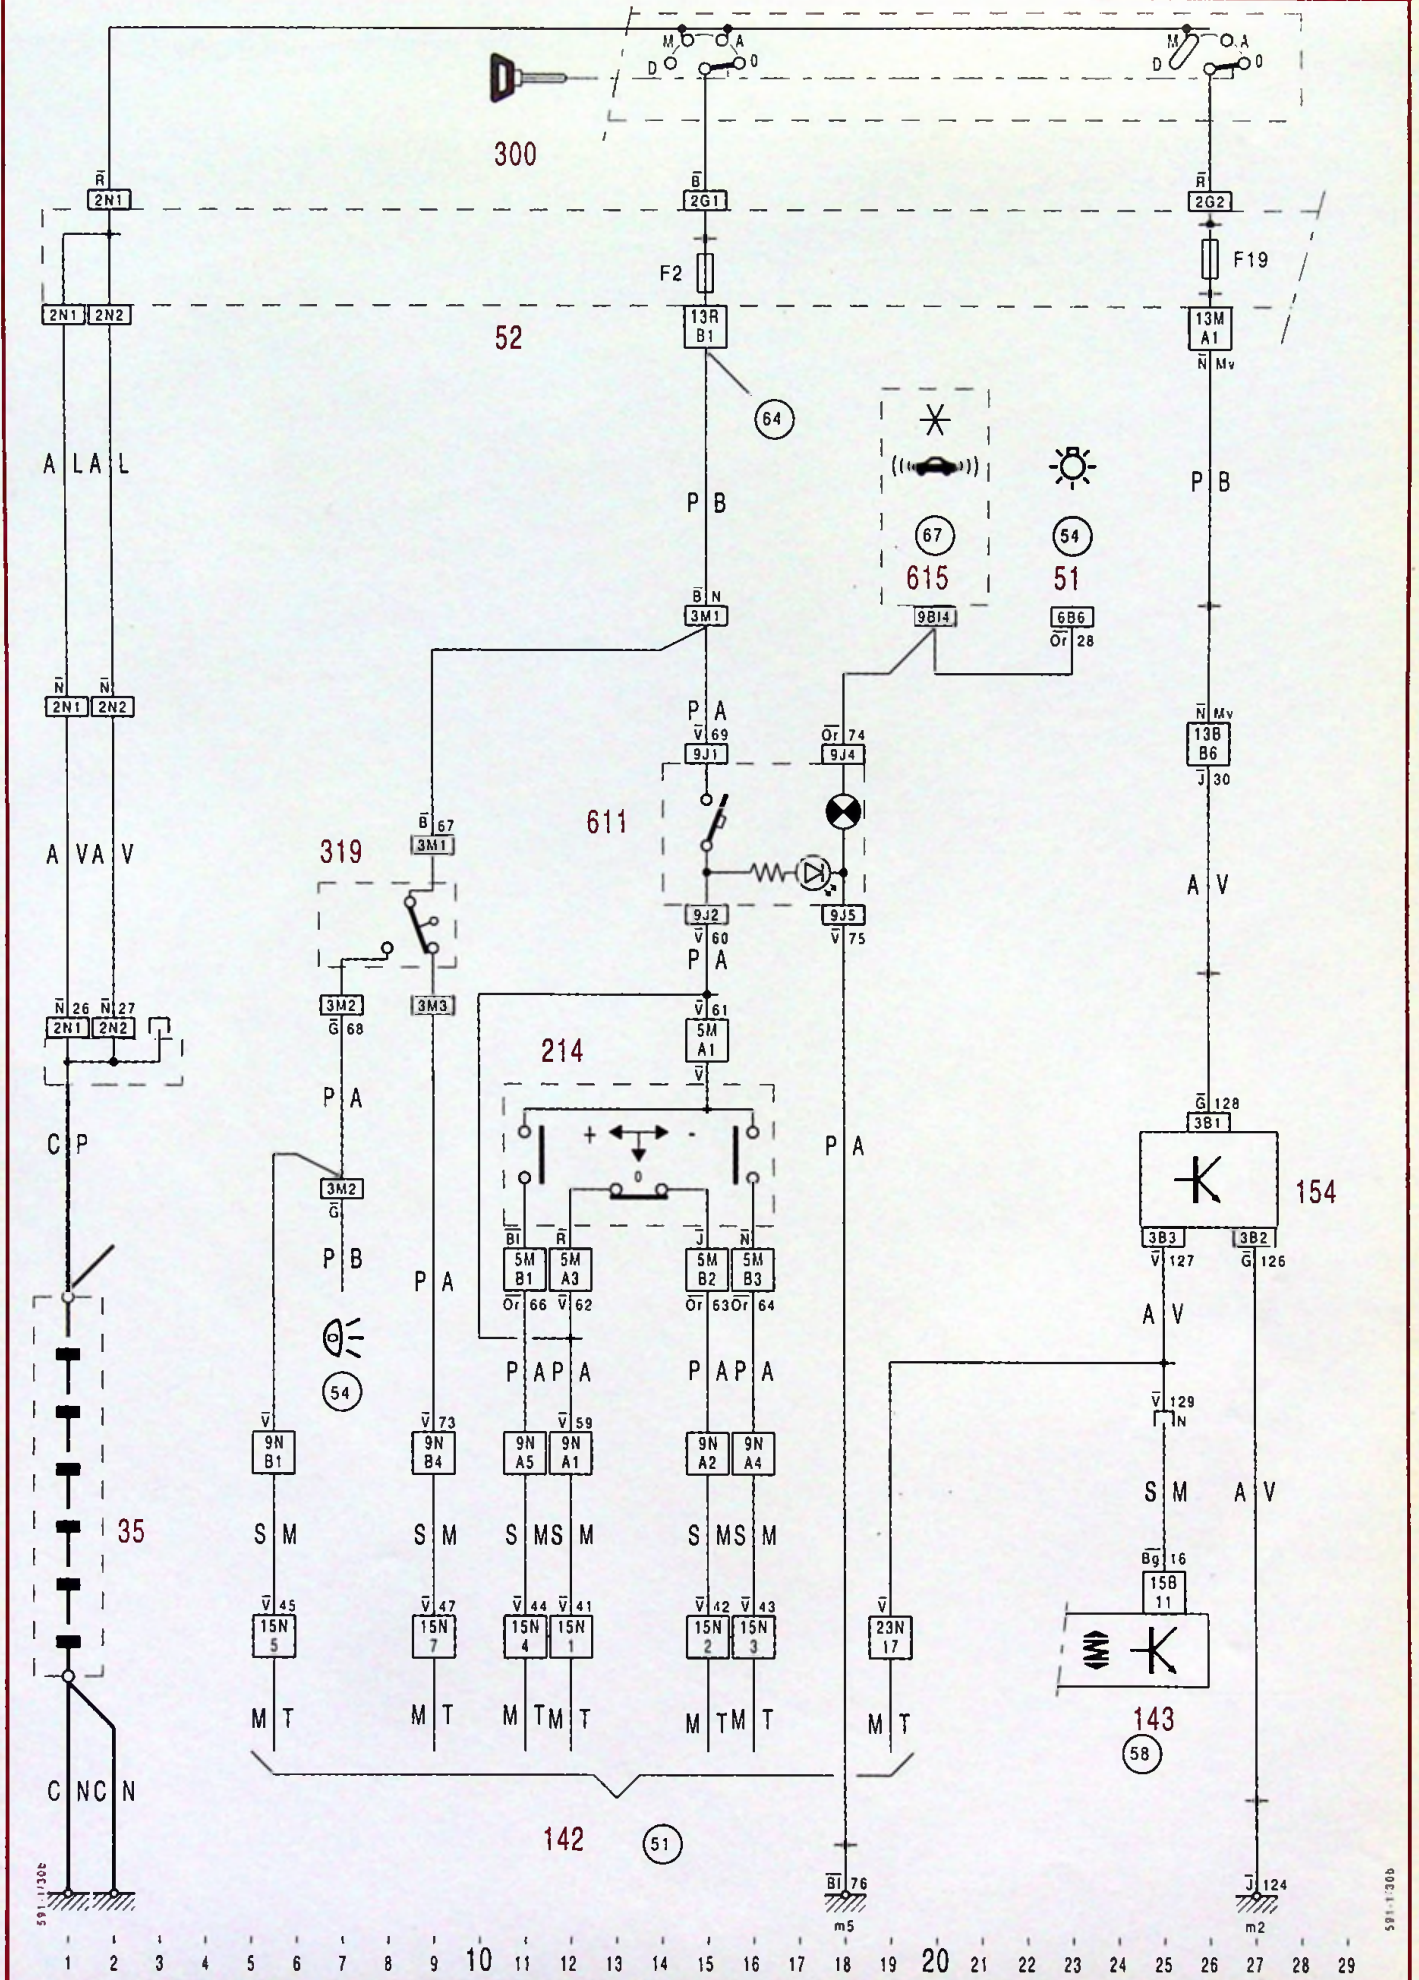 M A M A
D O D O
300
R B R
2N1 2G1 2G2
F2 F19
2N1 2N2 52 13R B1 13M A1
N Mv
64
A L A L
P B P B
67 54
615 51
B N
3M1 9BI4 6B6
Or 28
N N
2N1 2N2
P A
N Mv
V 69 Or 74
13B B6
9J1 9J4
J 30
611
B 67
319 3M1
A V A V
A V
9J2 9J5
V 60 V 75
P A
N 26 N 27
3M2 3M3
V 61
2N1 2N2
G 68
5M A1
214
V
P A
G 128
3B1
C P
+ -
0
P A
154
3M2
G
BI R J N
3B3 3B2
V 127 G 126
P B
5M B1 5M A3 5M B2 5M B3
P A
Or 66 V 62 Or 63 Or 64
A V
P A P A P A P A
54
V V 73 V 59
V 129
N
9N B1 9N B4 9N A5 9N A1 9N A2 9N A4
S M A V
35
S M S M S M S M S M S M
Bg 16
15B 11
V 45 V 47 V 44 V 41 V 42 V 43 V
15N 5 15N 7 15N 4 15N 1 15N 2 15N 3 23N 17
M T M T M T M T M T M T M T
143
58
C N C N
142 51
BI 76 J 124
m5 m2
591-1/30b 591-1/30b
1 2 3 4 5 6 7 8 9 10 11 12 13 14 15 16 17 18 19 20 21 22 23 24 25 26 27 28 29